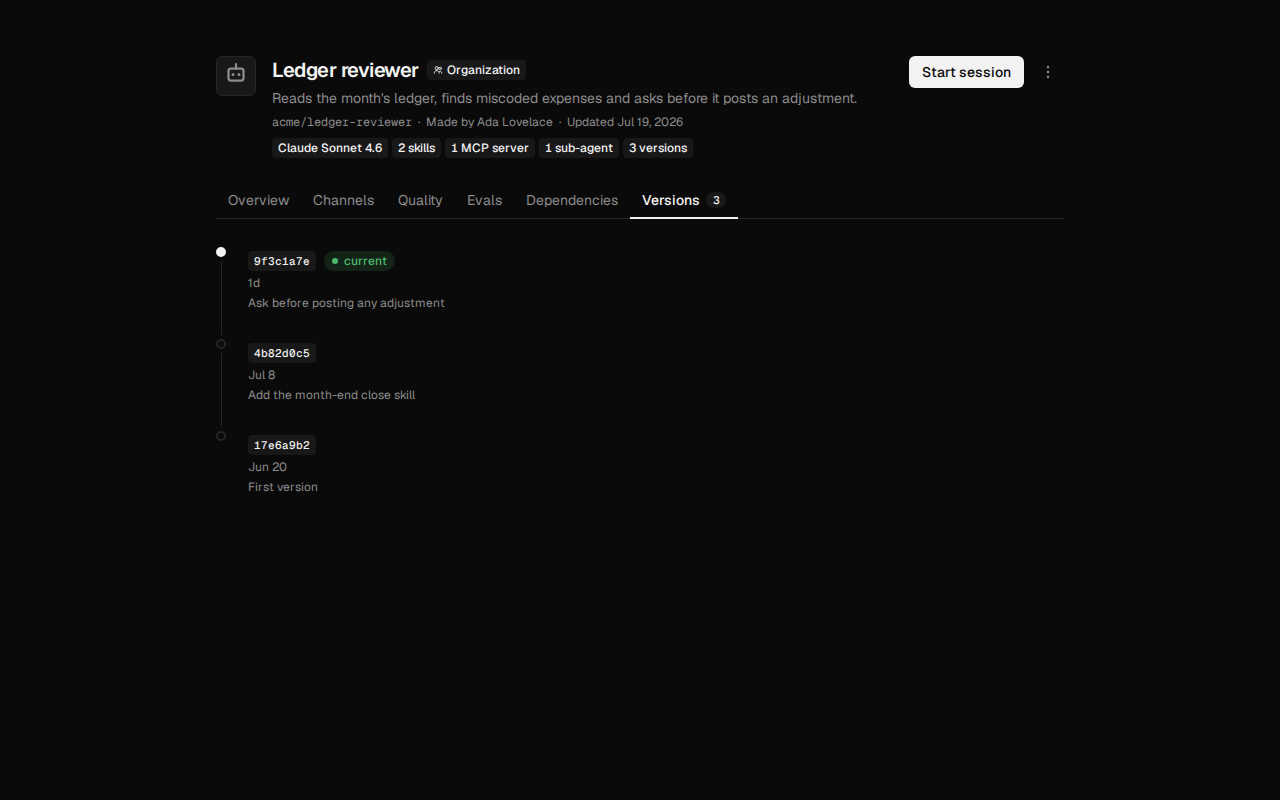 Ledger reviewer Organization
Start session
Reads the month's ledger, finds miscoded expenses and asks before it posts an adjustment.
acme/ledger-reviewer · Made by Ada Lovelace · Updated Jul 19, 2026
Claude Sonnet 4.6 2 skills 1 MCP server 1 sub-agent 3 versions
Overview Channels Quality Evals Dependencies Versions 3
9f3c1a7e current
1d
Ask before posting any adjustment
4b82d0c5
Jul 8
Add the month-end close skill
17e6a9b2
Jun 20
First version